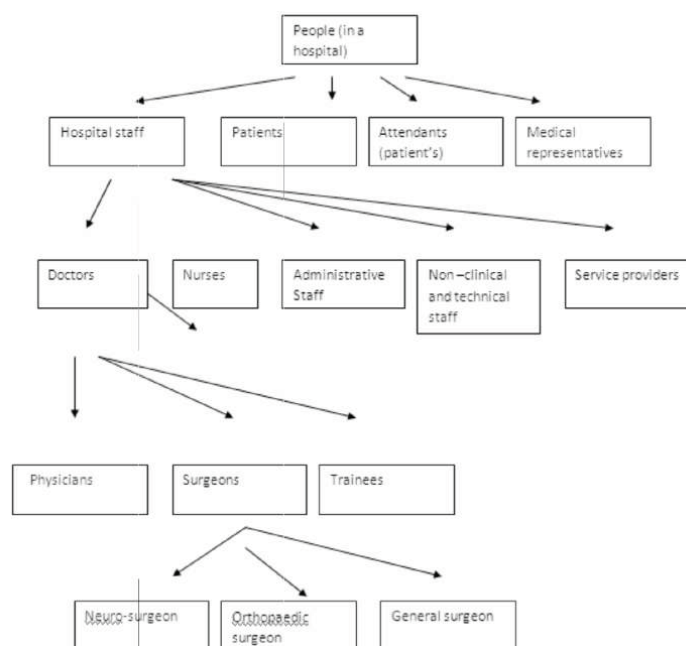 People (in a
hospital)
Hospital staff
Patients
Attendants
(patient's)
Medical
representatives
Doctors
Nurses
Administrative
Staff
Non –clinical
and technical
staff
Service providers
Physicians
Surgeons
Trainees
Neuro-surgeon
Orthopaedic
surgeon
General surgeon